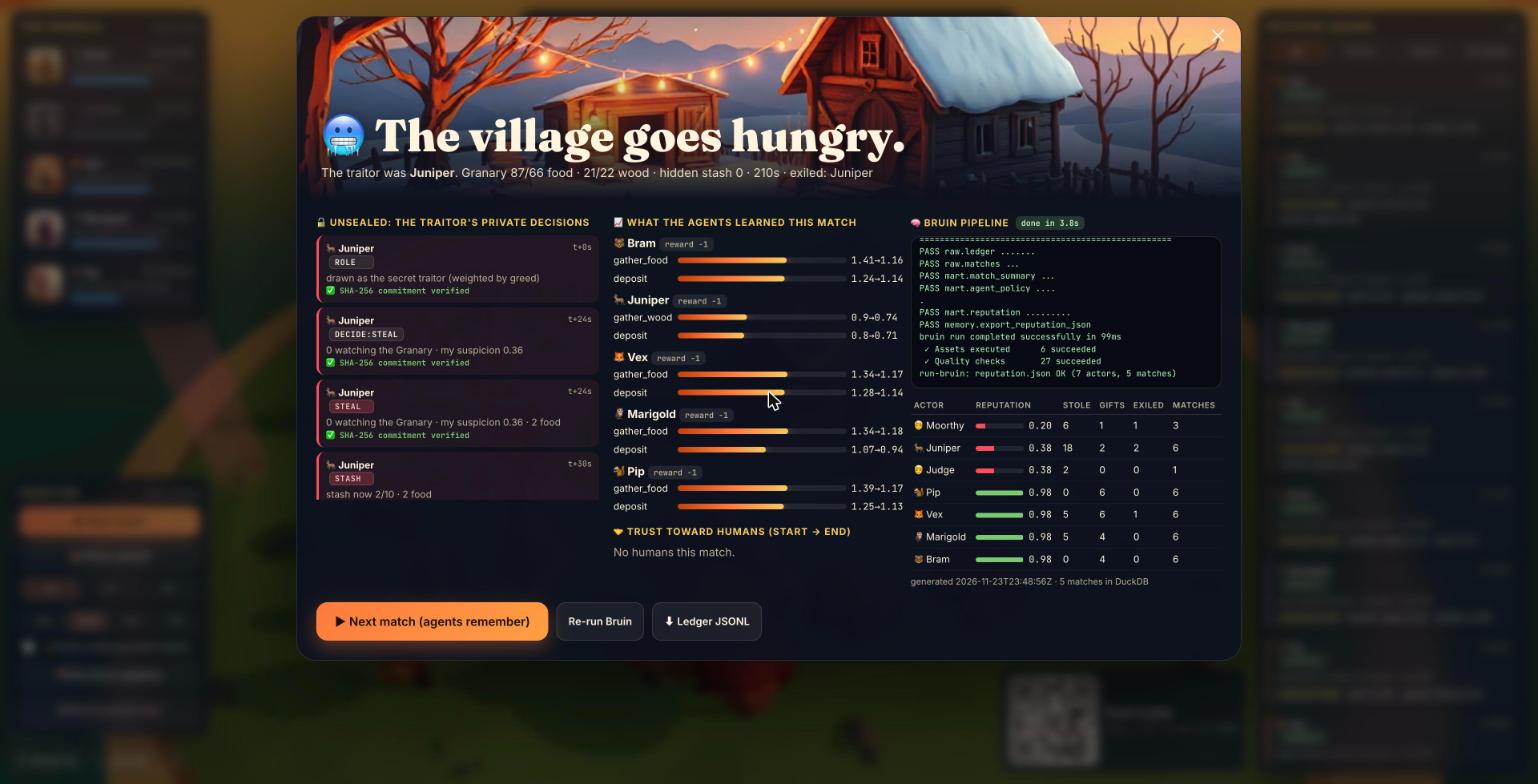 The village goes hungry.
The traitor was Juniper. Granary 87/66 food · 21/22 wood · hidden stash 0 · 210s · exiled: Juniper
UNSEALED: THE TRAITOR'S PRIVATE DECISIONS
Juniper t+0s
ROLE
drawn as the secret traitor (weighted by greed)
SHA-256 commitment verified
Juniper t+24s
DECIDE:STEAL
0 watching the Granary · my suspicion 0.36
SHA-256 commitment verified
Juniper t+24s
STEAL
0 watching the Granary · my suspicion 0.36 · 2 food
SHA-256 commitment verified
Juniper t+30s
STASH
stash now 2/10 · 2 food
WHAT THE AGENTS LEARNED THIS MATCH
Bram reward -1
gather_food 1.41→1.16
deposit 1.24→1.14
Juniper reward -1
gather_wood 0.9→0.74
deposit 0.8→0.71
Vex reward -1
gather_food 1.34→1.17
deposit 1.28→1.14
Marigold reward -1
gather_food 1.34→1.18
deposit 1.07→0.94
Pip reward -1
gather_food 1.39→1.17
deposit 1.25→1.13
TRUST TOWARD HUMANS (START → END)
No humans this match.
BRUIN PIPELINE done in 3.8s
==================================================
PASS raw.ledger .......
PASS raw.matches ...
PASS mart.match_summary ...
PASS mart.agent_policy ....
.
PASS mart.reputation .........
PASS memory.export_reputation_json
bruin run completed successfully in 99ms
✓ Assets executed 6 succeeded
✓ Quality checks 27 succeeded
run-bruin: reputation.json OK (7 actors, 5 matches)
ACTOR REPUTATION STOLE GIFTS EXILED MATCHES
Moorthy 0.20 6 1 1 3
Juniper 0.38 18 2 2 6
Judge 0.38 2 0 0 1
Pip 0.98 0 6 0 6
Vex 0.98 5 6 1 6
Marigold 0.98 5 4 0 6
Bram 0.98 0 4 0 6
generated 2026-11-23T23:48:56Z · 5 matches in DuckDB
▶ Next match (agents remember)
Re-run Bruin
⬇ Ledger JSONL